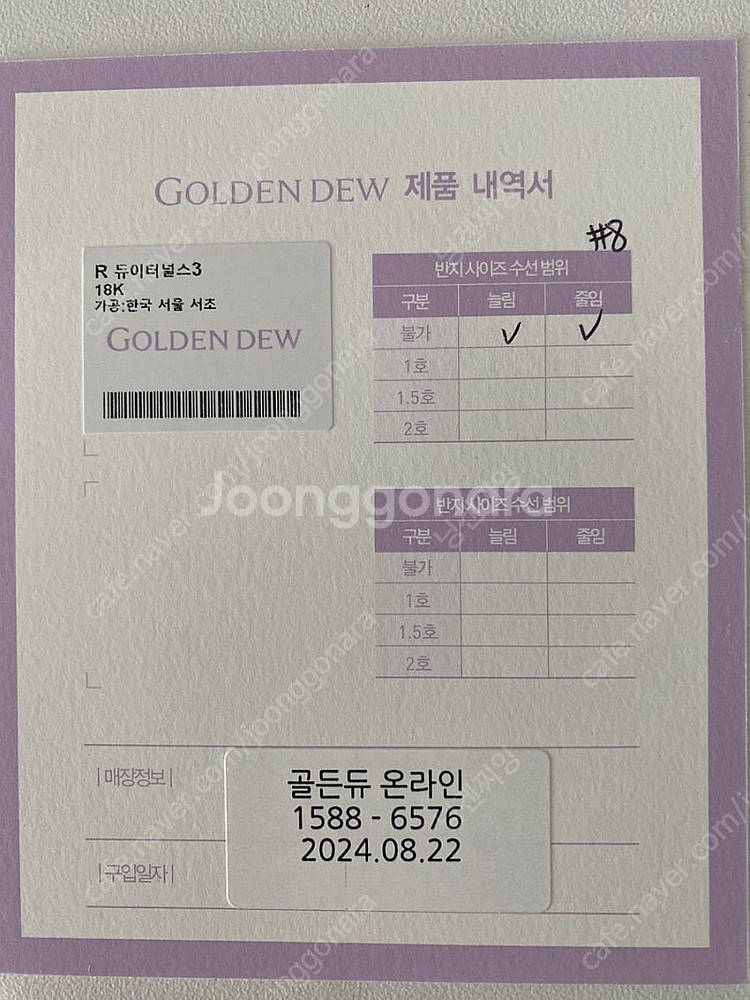 GOLDEN DEW 제품 내역서
R 듀이터널스3
18K
가공:한국 서울 서초
GOLDEN DEW
#8
반지 사이즈 수선 범위
구분 늘림 줄임
불가 ✓ ✓
1호
1.5호
2호
Joonggonara
반지 사이즈 수선 범위
구분 늘림 줄임
불가
1호
1.5호
2호
매장정보
골든듀 온라인
1588 - 6576
2024.08.22
구입일자